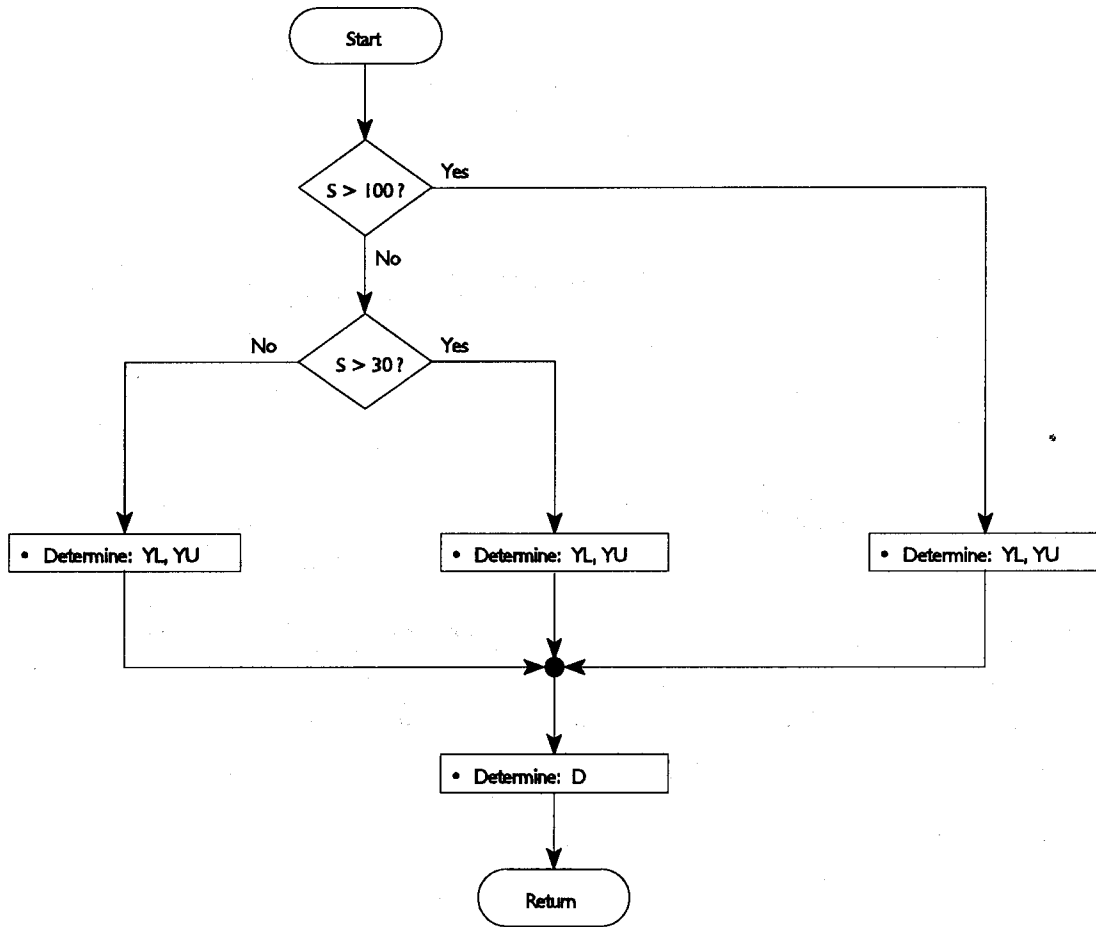 Start
S > 100 ?
Yes
No
S > 30 ?
No
Yes
• Determine: YL, YU
• Determine: YL, YU
• Determine: YL, YU
• Determine: D
Return